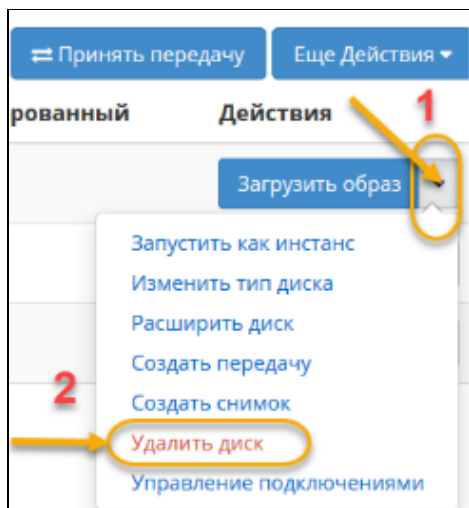 Принять передачу
Еще Действия
рованный
Действия
1
Загрузить образ
Запустить как инстанс
Изменить тип диска
Расширить диск
Создать передачу
2
Создать снимок
Удалить диск
Управление подключениями